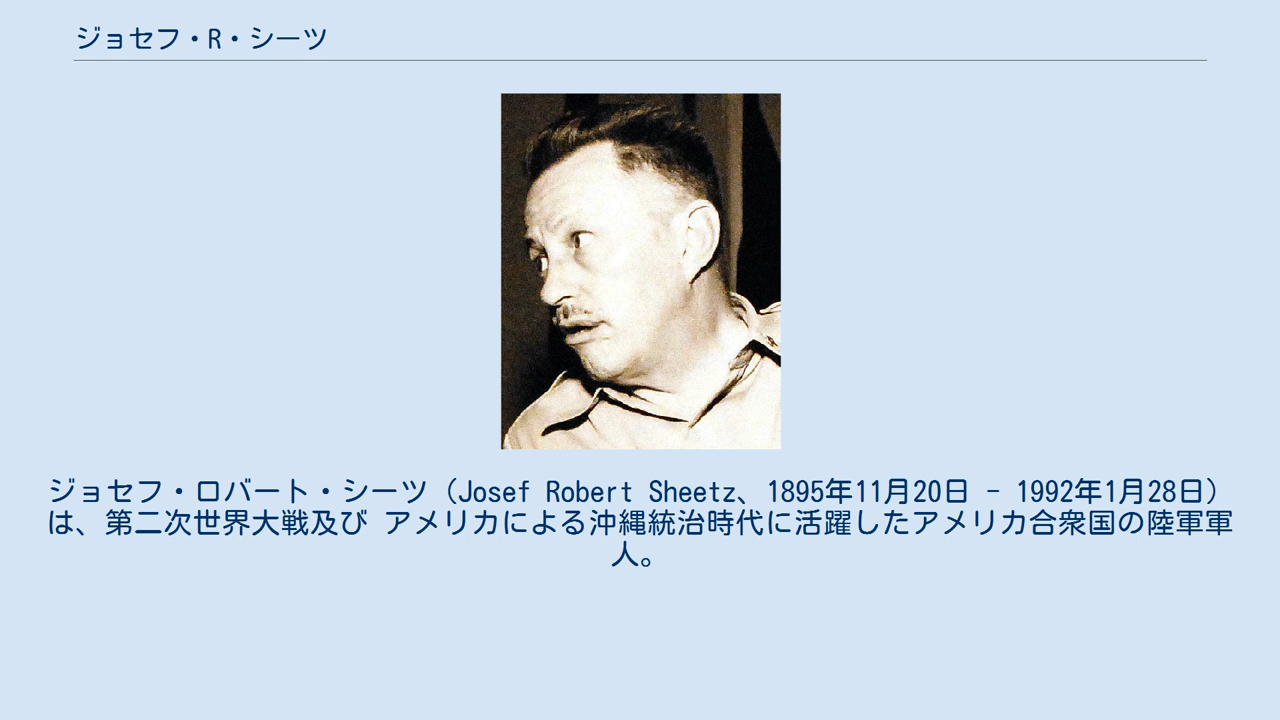 ジョセフ・R・シーツ
ジョセフ・ロバート・シーツ（Josef Robert Sheetz、1895年11月20日 - 1992年1月28日）
は、第二次世界大戦及び アメリカによる沖縄統治時代に活躍したアメリカ合衆国の陸軍軍
人。